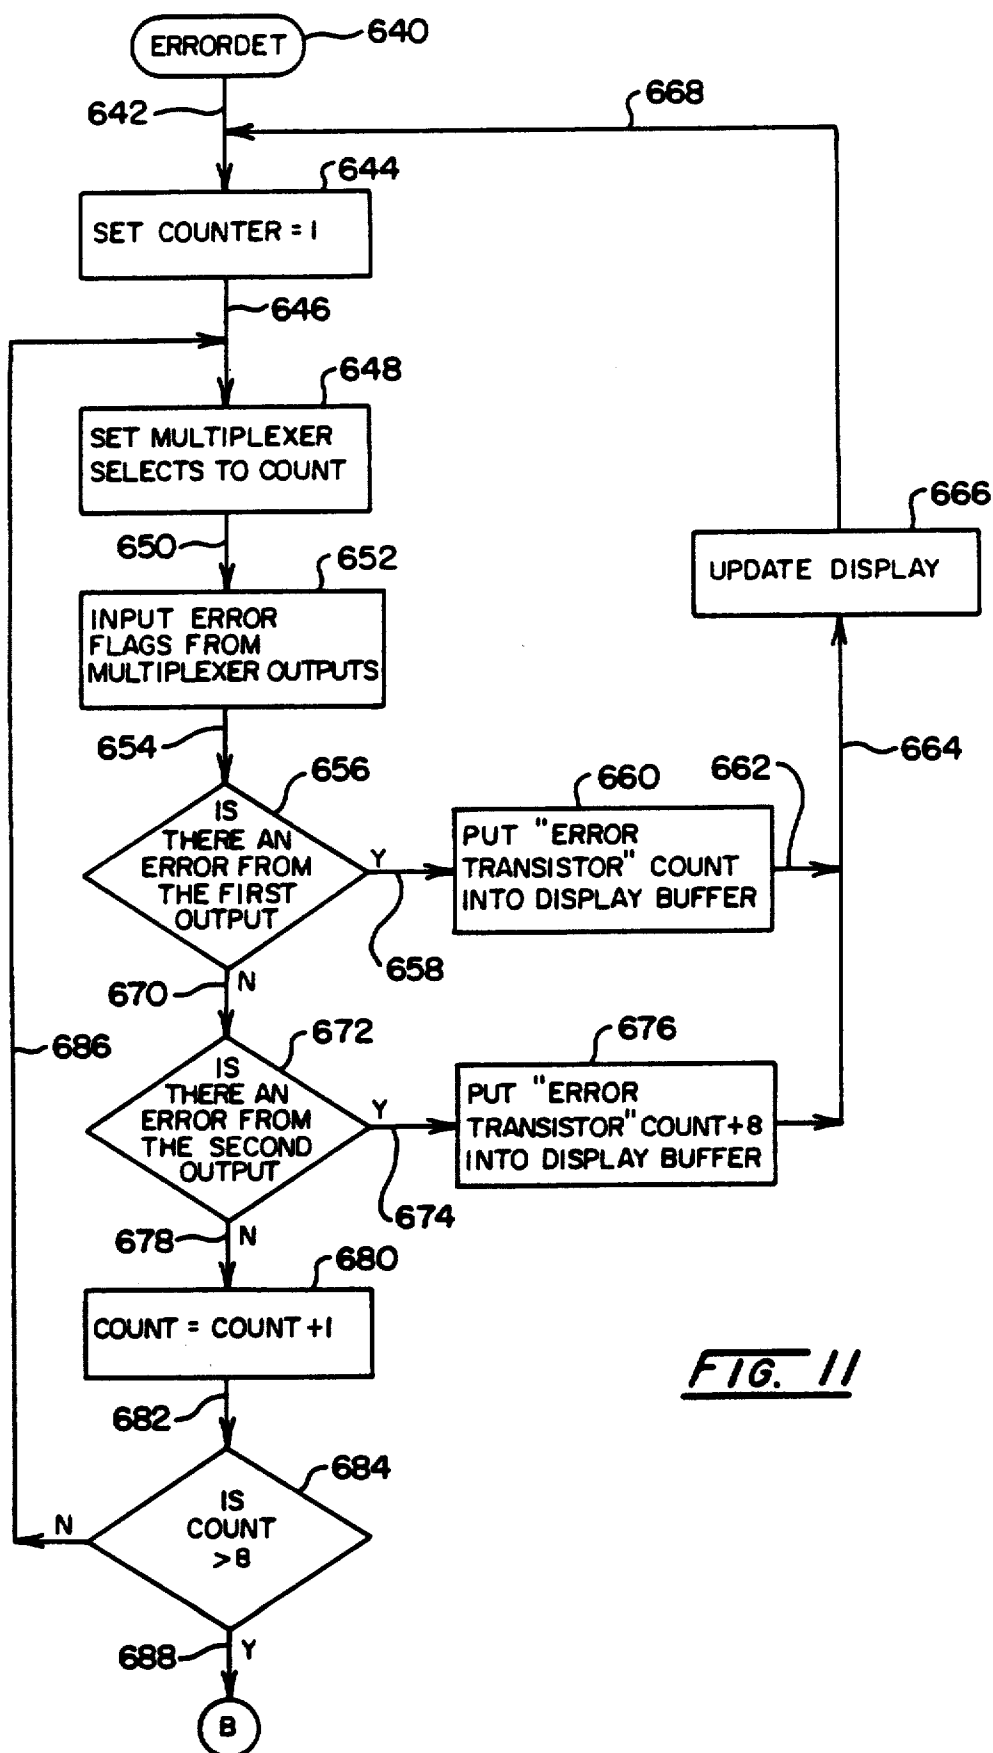 ERRORDET
640
642
668
644
SET COUNTER = 1
646
648
SET MULTIPLEXER
SELECTS TO COUNT
650
652
INPUT ERROR
FLAGS FROM
MULTIPLEXER OUTPUTS
666
UPDATE DISPLAY
654
656
IS
THERE AN
ERROR FROM
THE FIRST
OUTPUT
Y
658
660
PUT "ERROR
TRANSISTOR" COUNT
INTO DISPLAY BUFFER
662
664
670
N
672
IS
THERE AN
ERROR FROM
THE SECOND
OUTPUT
Y
674
676
PUT "ERROR
TRANSISTOR" COUNT+8
INTO DISPLAY BUFFER
686
678
N
680
COUNT = COUNT +1
682
684
IS
COUNT
>8
N
688
Y
B
FIG. 11